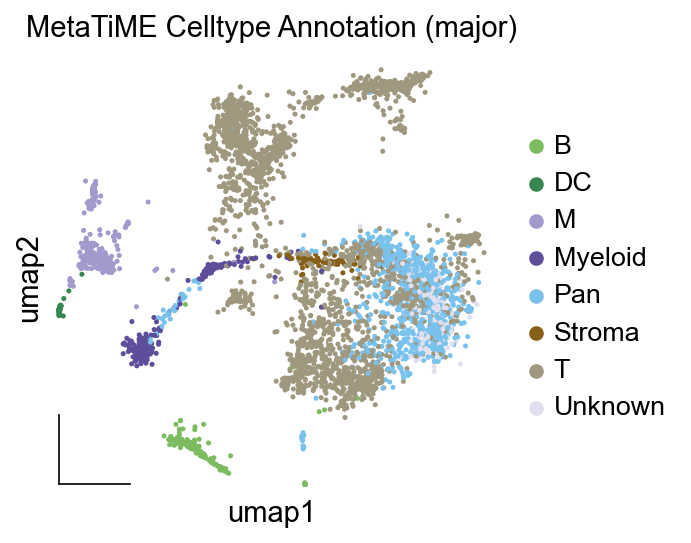 MetaTiME Celltype Annotation (major)
B
DC
M
Myeloid
Pan
Stroma
T
Unknown
umap2
umap1